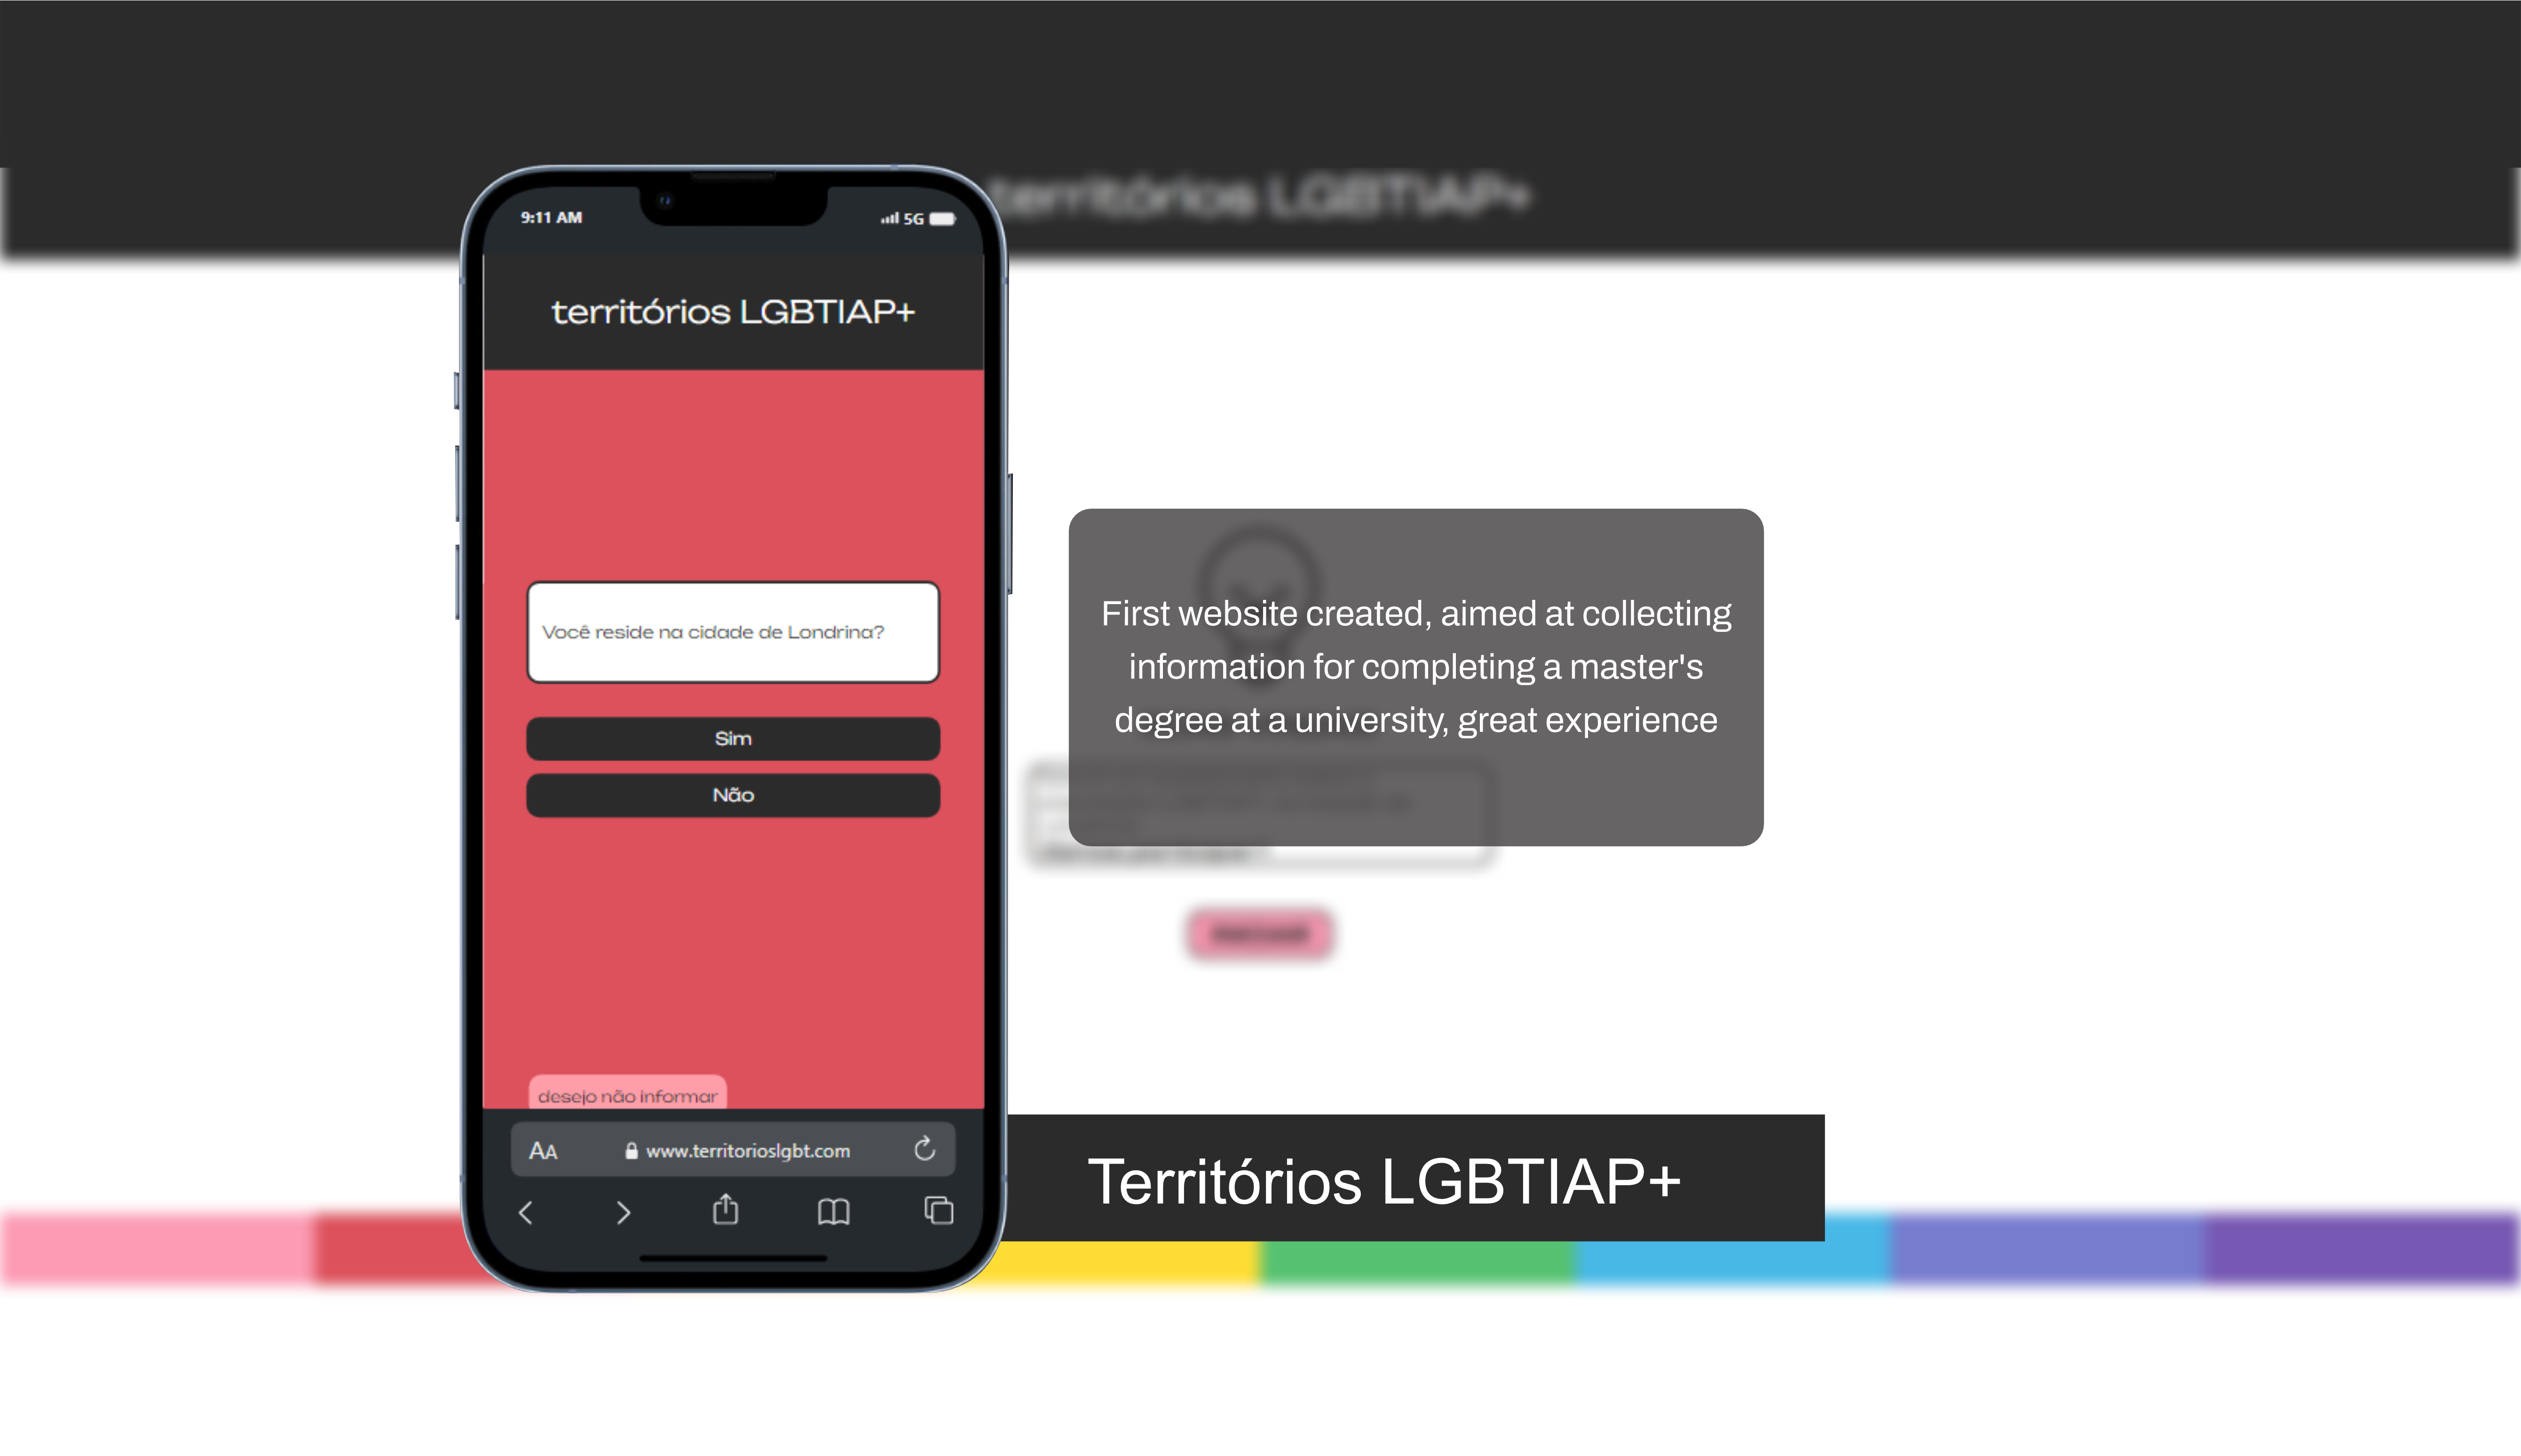 territórios LGBTIAP+
9:11 AM
5G
territórios LGBTIAP+
Você reside na cidade de Londrina?
Sim
Não
desejo não informar
AA
www.territorioslgbt.com
First website created, aimed at collecting
information for completing a master's
degree at a university, great experience
Territórios LGBTIAP+